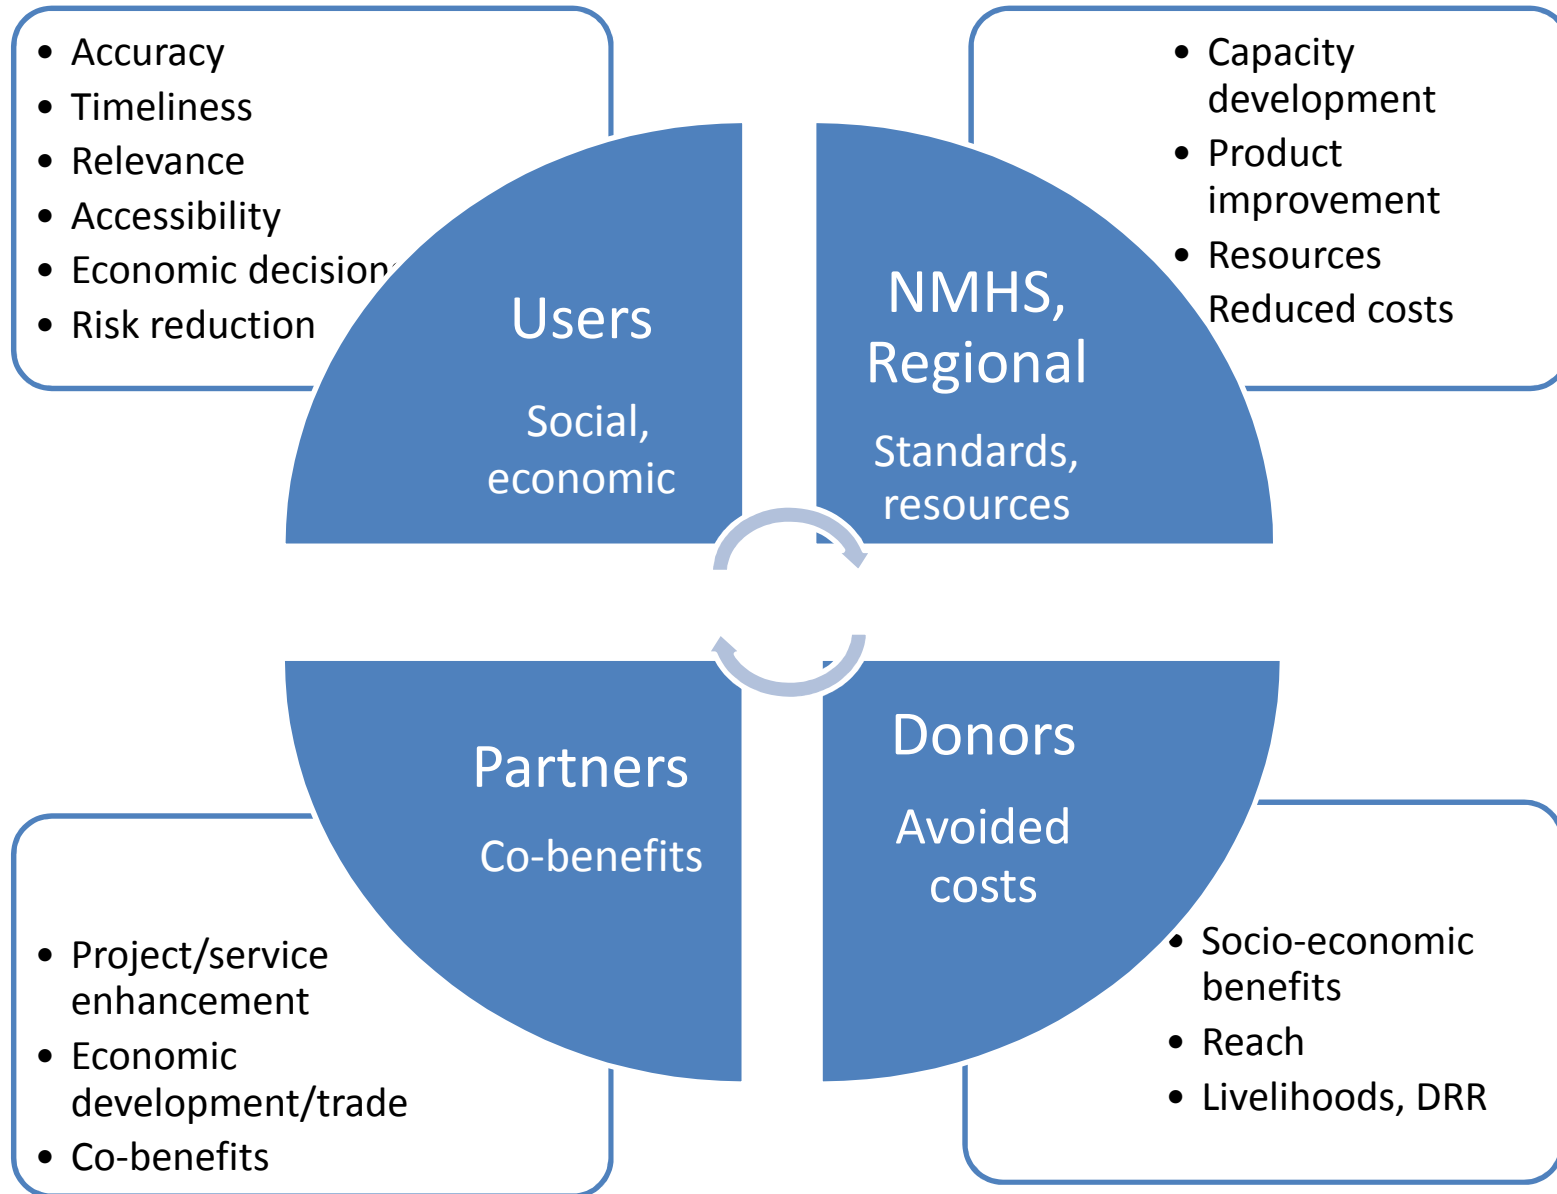 • Accuracy
• Timeliness
• Relevance
• Accessibility
• Economic decisions
• Risk reduction
Users
Social,
economic
• Capacity
development
• Product
improvement
• Resources
Reduced costs
NMHS,
Regional
Standards,
resources
Partners
Co-benefits
• Project/service
enhancement
• Economic
development/trade
• Co-benefits
Donors
Avoided
costs
• Socio-economic
benefits
• Reach
• Livelihoods, DRR